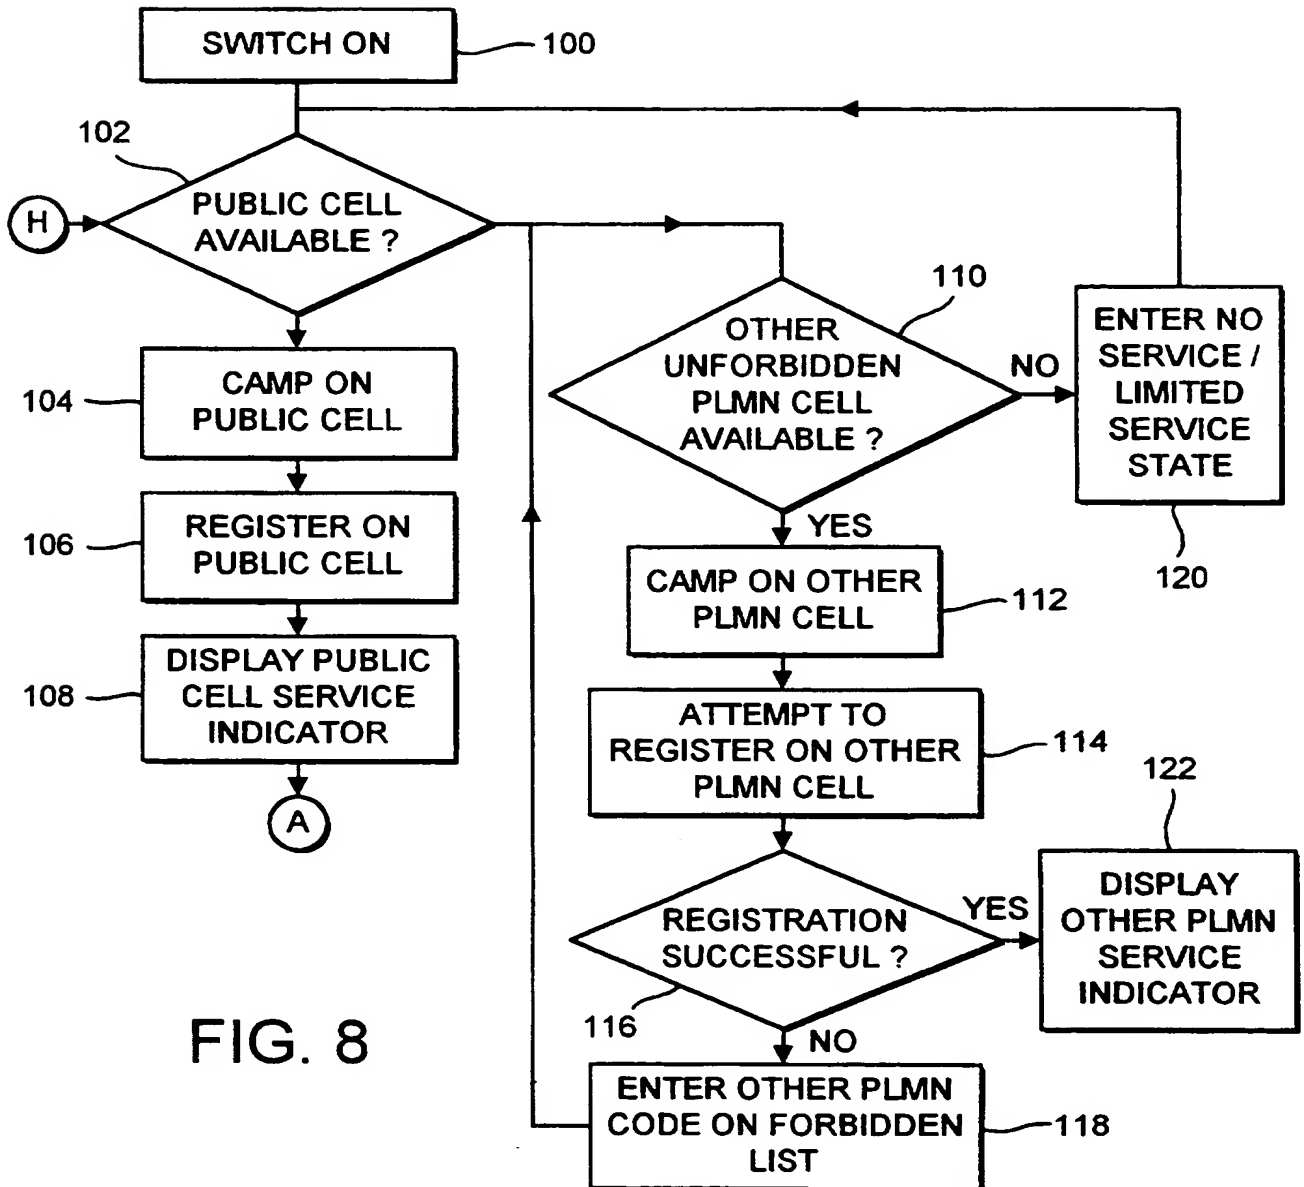 SWITCH ON
100
102
H
PUBLIC CELL
AVAILABLE ?
104
CAMP ON
PUBLIC CELL
106
REGISTER ON
PUBLIC CELL
108
DISPLAY PUBLIC
CELL SERVICE
INDICATOR
A
110
OTHER
UNFORBIDDEN
PLMN CELL
AVAILABLE ?
NO
ENTER NO
SERVICE /
LIMITED
SERVICE
STATE
120
YES
CAMP ON OTHER
PLMN CELL
112
ATTEMPT TO
REGISTER ON OTHER
PLMN CELL
114
REGISTRATION
SUCCESSFUL ?
116
YES
122
DISPLAY
OTHER PLMN
SERVICE
INDICATOR
NO
ENTER OTHER PLMN
CODE ON FORBIDDEN
LIST
118
FIG. 8